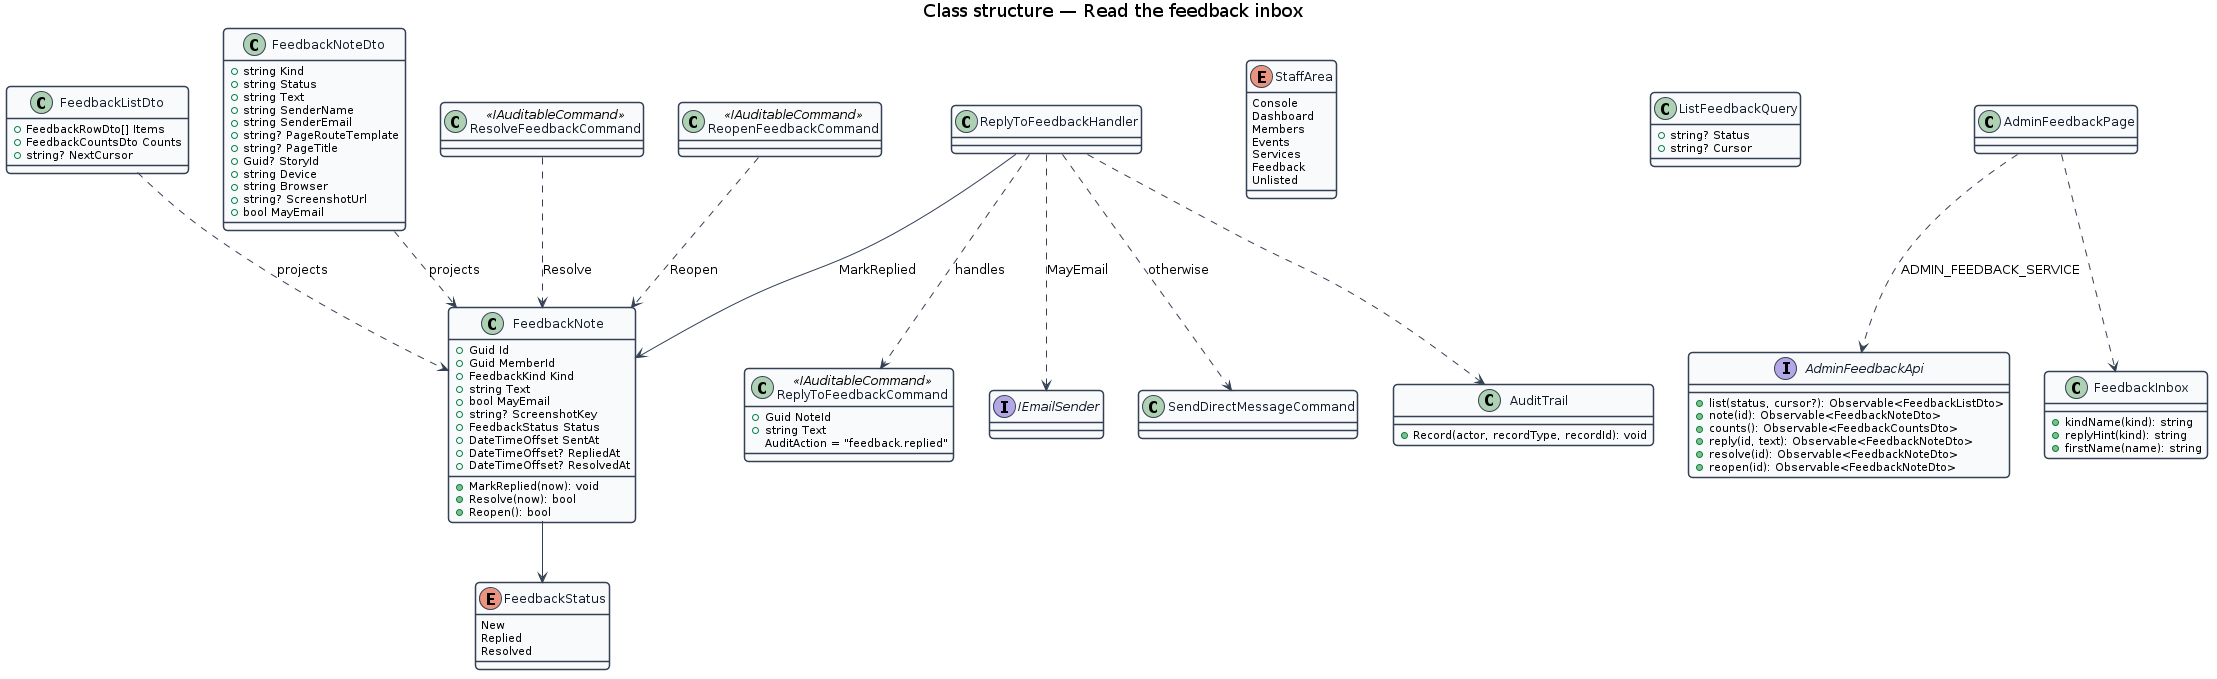 Class structure — Read the feedback inbox
C FeedbackListDto
FeedbackRowDto[] Items
FeedbackCountsDto Counts
string? NextCursor
C FeedbackNoteDto
string Kind
string Status
string Text
string SenderName
string SenderEmail
string? PageRouteTemplate
string? PageTitle
Guid? StoryId
string Device
string Browser
string? ScreenshotUrl
bool MayEmail
C «IAuditableCommand»
ResolveFeedbackCommand
C «IAuditableCommand»
ReopenFeedbackCommand
C ReplyToFeedbackHandler
E StaffArea
Console
Dashboard
Members
Events
Services
Feedback
Unlisted
C ListFeedbackQuery
string? Status
string? Cursor
C AdminFeedbackPage
projects
projects
Resolve
Reopen
MarkReplied
handles
MayEmail
otherwise
ADMIN_FEEDBACK_SERVICE
C FeedbackNote
Guid Id
Guid MemberId
FeedbackKind Kind
string Text
bool MayEmail
string? ScreenshotKey
FeedbackStatus Status
DateTimeOffset SentAt
DateTimeOffset? RepliedAt
DateTimeOffset? ResolvedAt
MarkReplied(now): void
Resolve(now): bool
Reopen(): bool
C «IAuditableCommand»
ReplyToFeedbackCommand
Guid NoteId
string Text
AuditAction = "feedback.replied"
I IEmailSender
C SendDirectMessageCommand
C AuditTrail
Record(actor, recordType, recordId): void
I AdminFeedbackApi
list(status, cursor?): Observable<FeedbackListDto>
note(id): Observable<FeedbackNoteDto>
counts(): Observable<FeedbackCountsDto>
reply(id, text): Observable<FeedbackNoteDto>
resolve(id): Observable<FeedbackNoteDto>
reopen(id): Observable<FeedbackNoteDto>
C FeedbackInbox
kindName(kind): string
replyHint(kind): string
firstName(name): string
E FeedbackStatus
New
Replied
Resolved